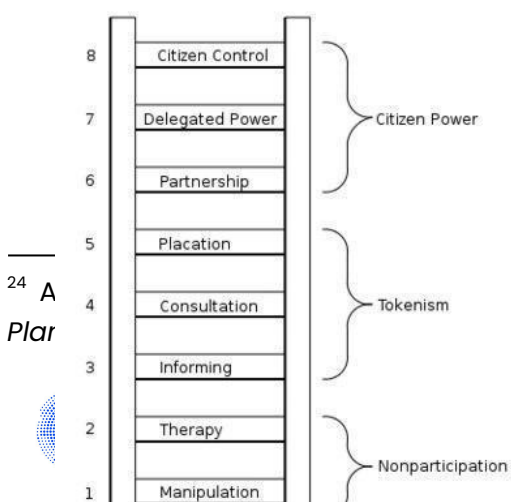 8 Citizen Control
7 Delegated Power Citizen Power
6 Partnership
5 Placation
24 A
4 Consultation Tokenism
3 Informing
2 Therapy
Nonparticipation
1 Manipulation